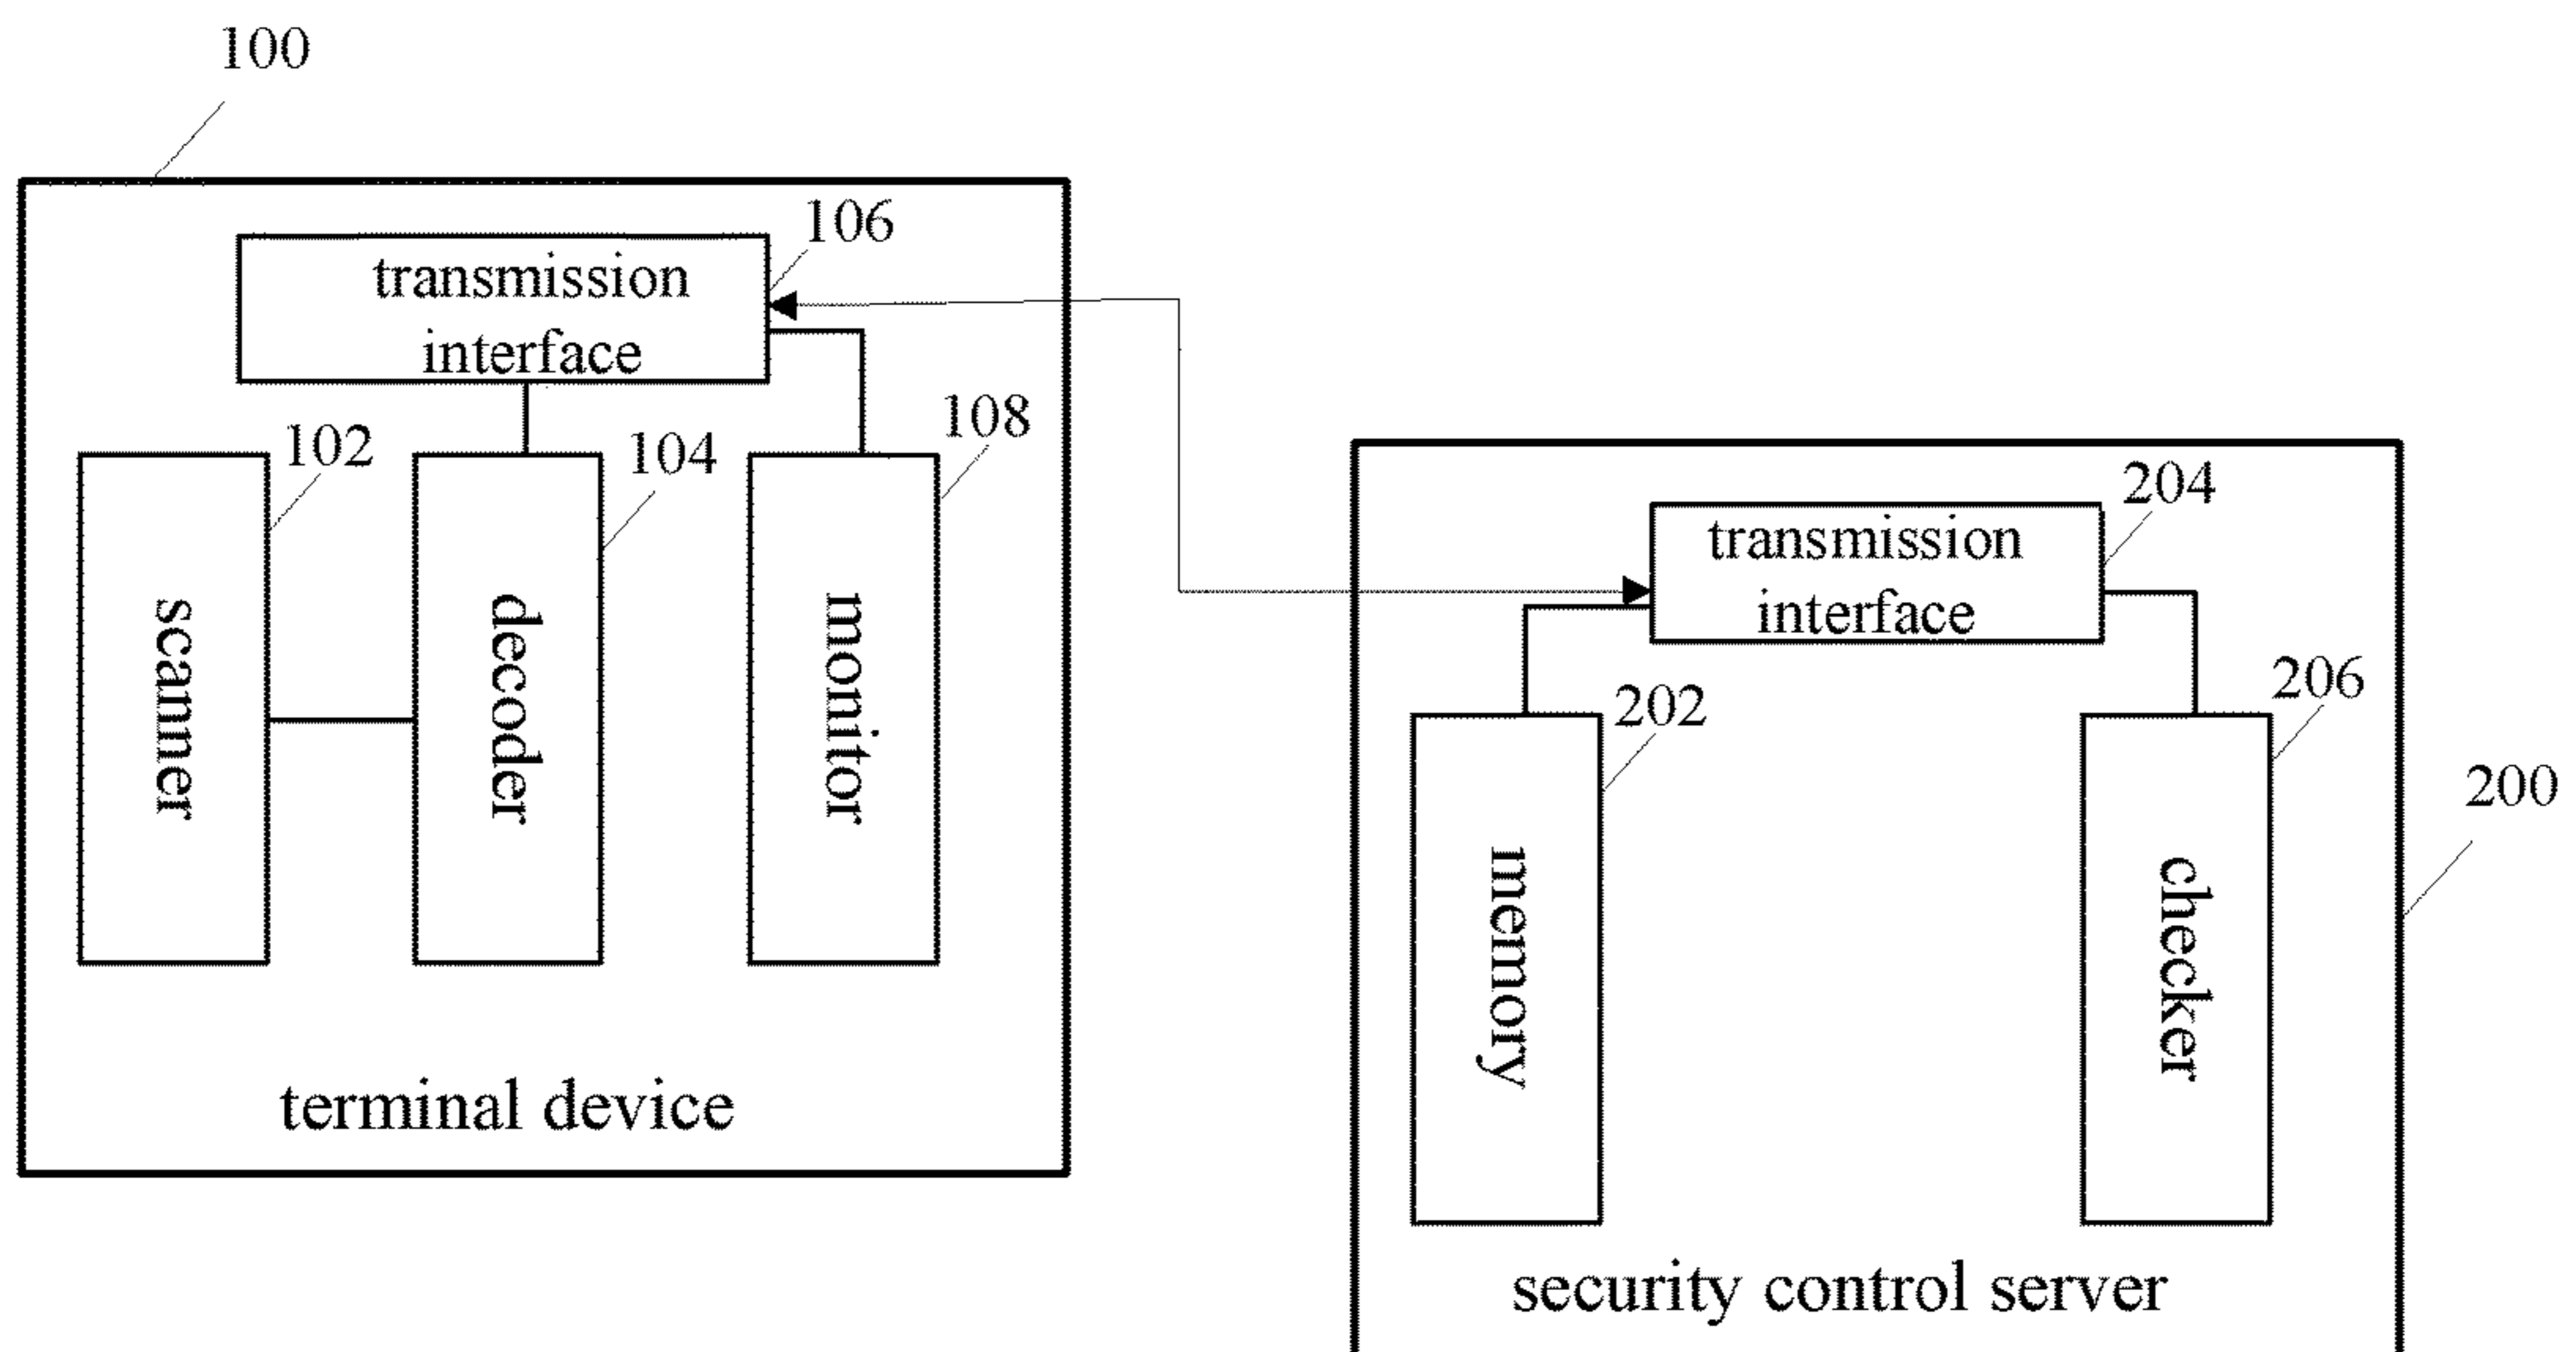 100
106
transmission
interface
102
104
108
scanner
decoder
monitor
terminal device
204
transmission
interface
202
206
200
memory
checker
security control server